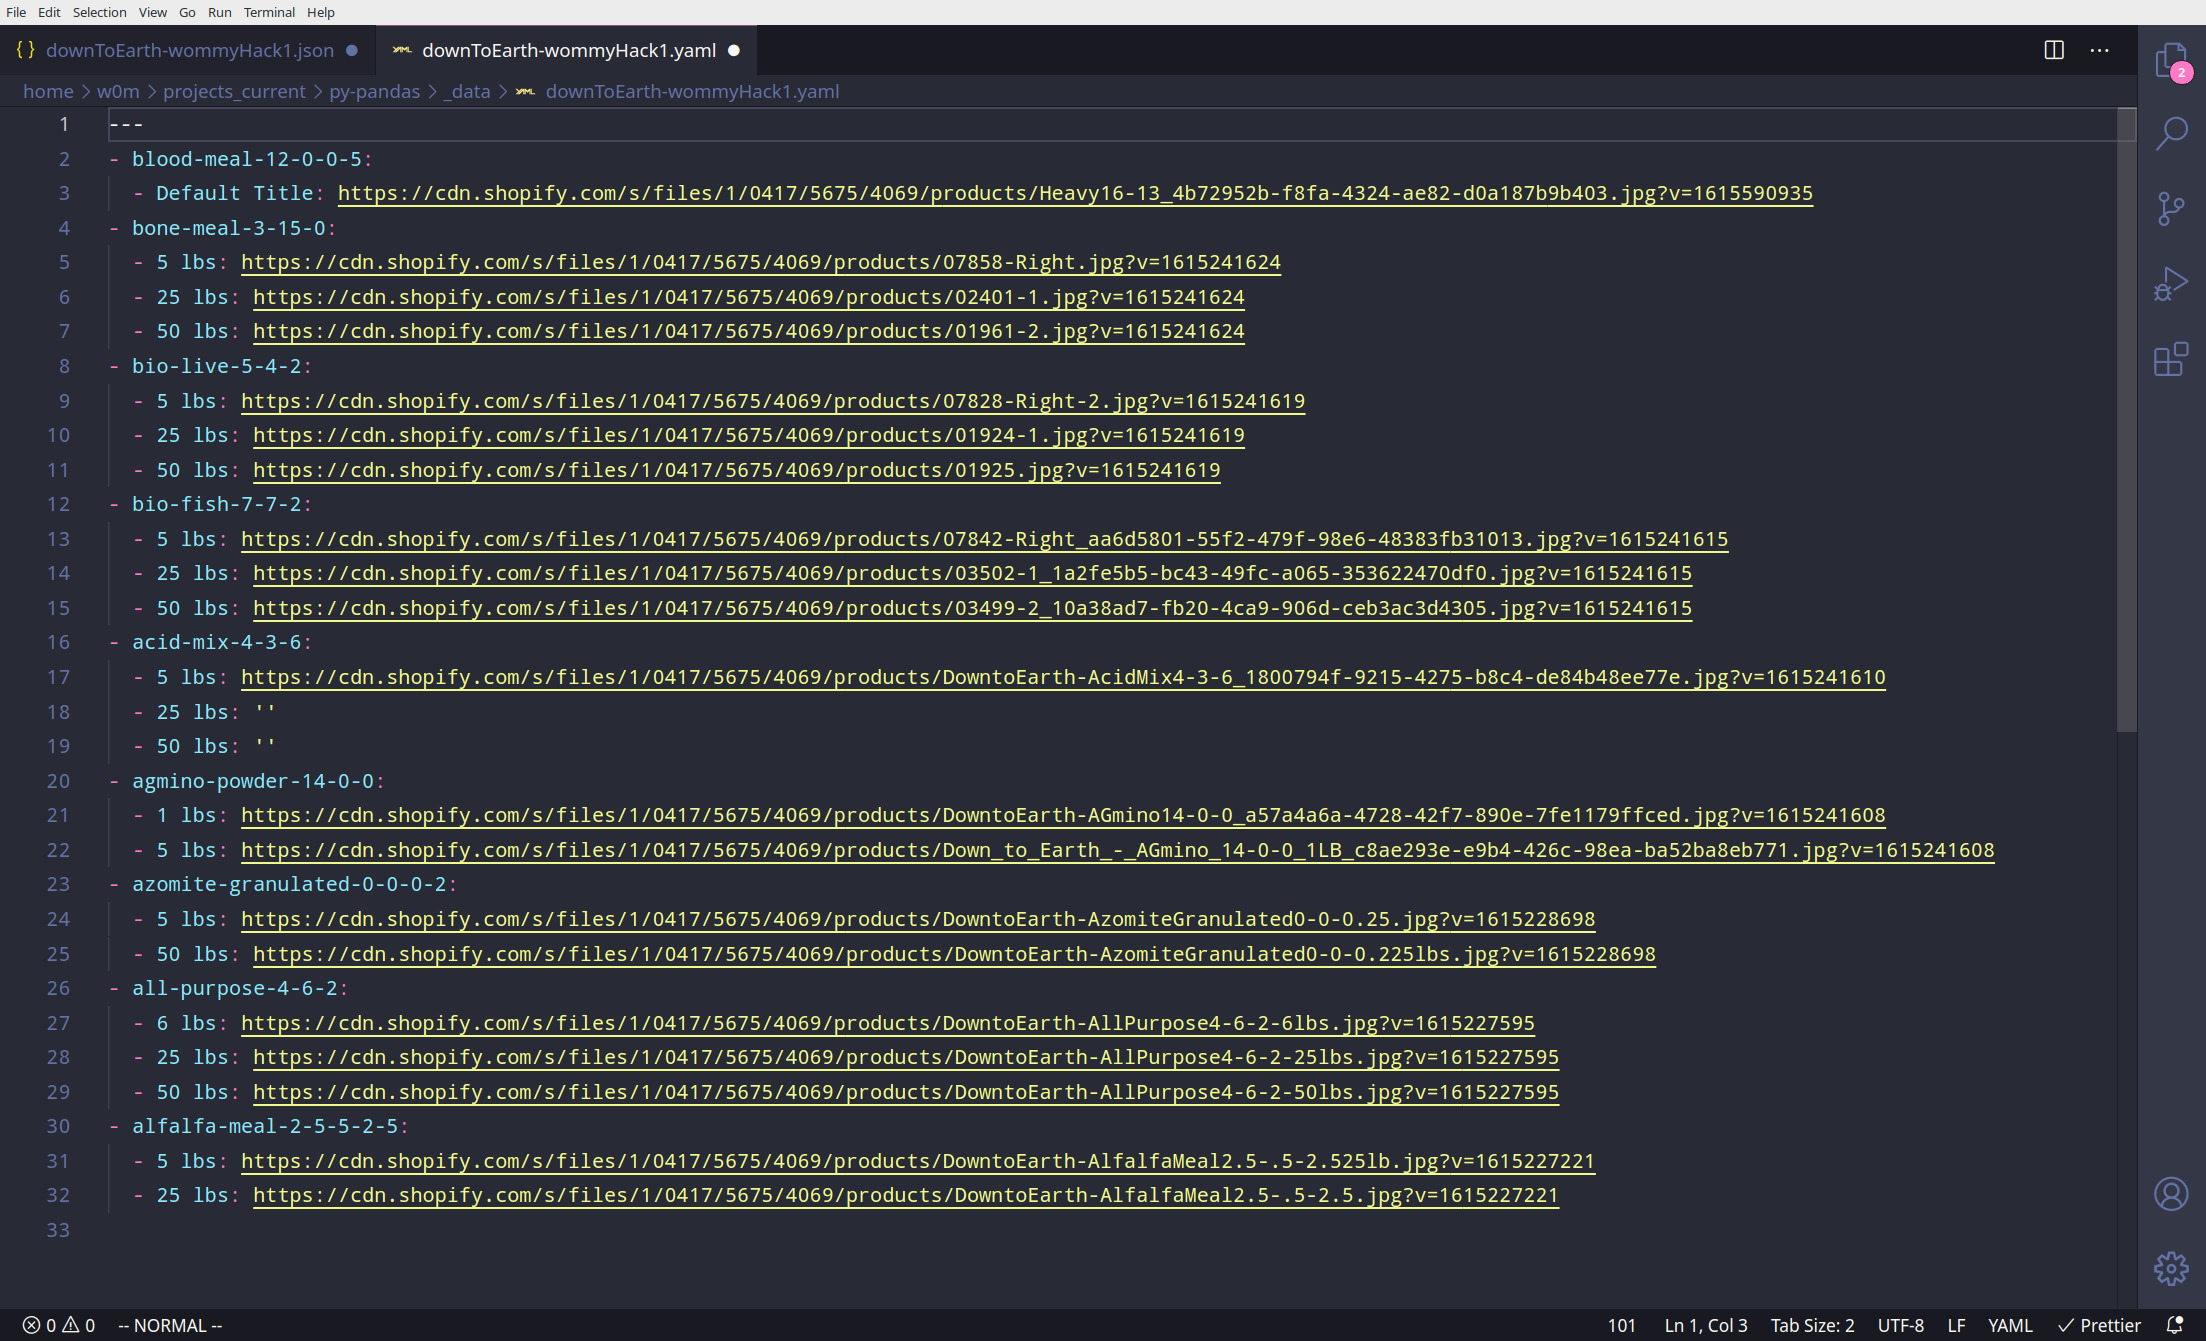 File Edit Selection View Go Run Terminal Help
{} downToEarth-wommyHack1.json ● YAML downToEarth-wommyHack1.yaml ● ...
home > w0m > projects_current > py-pandas > _data > YAML downToEarth-wommyHack1.yaml
2
1 ---
2 - blood-meal-12-0-0-5:
3 - Default Title: https://cdn.shopify.com/s/files/1/0417/5675/4069/products/Heavy16-13_4b72952b-f8fa-4324-ae82-d0a187b9b403.jpg?v=1615590935
4 - bone-meal-3-15-0:
5 - 5 lbs: https://cdn.shopify.com/s/files/1/0417/5675/4069/products/07858-Right.jpg?v=1615241624
6 - 25 lbs: https://cdn.shopify.com/s/files/1/0417/5675/4069/products/02401-1.jpg?v=1615241624
7 - 50 lbs: https://cdn.shopify.com/s/files/1/0417/5675/4069/products/01961-2.jpg?v=1615241624
8 - bio-live-5-4-2:
9 - 5 lbs: https://cdn.shopify.com/s/files/1/0417/5675/4069/products/07828-Right-2.jpg?v=1615241619
10 - 25 lbs: https://cdn.shopify.com/s/files/1/0417/5675/4069/products/01924-1.jpg?v=1615241619
11 - 50 lbs: https://cdn.shopify.com/s/files/1/0417/5675/4069/products/01925.jpg?v=1615241619
12 - bio-fish-7-7-2:
13 - 5 lbs: https://cdn.shopify.com/s/files/1/0417/5675/4069/products/07842-Right_aa6d5801-55f2-479f-98e6-48383fb31013.jpg?v=1615241615
14 - 25 lbs: https://cdn.shopify.com/s/files/1/0417/5675/4069/products/03502-1_1a2fe5b5-bc43-49fc-a065-353622470df0.jpg?v=1615241615
15 - 50 lbs: https://cdn.shopify.com/s/files/1/0417/5675/4069/products/03499-2_10a38ad7-fb20-4ca9-906d-ceb3ac3d4305.jpg?v=1615241615
16 - acid-mix-4-3-6:
17 - 5 lbs: https://cdn.shopify.com/s/files/1/0417/5675/4069/products/DowntoEarth-AcidMix4-3-6_1800794f-9215-4275-b8c4-de84b48ee77e.jpg?v=1615241610
18 - 25 lbs: ''
19 - 50 lbs: ''
20 - agmino-powder-14-0-0:
21 - 1 lbs: https://cdn.shopify.com/s/files/1/0417/5675/4069/products/DowntoEarth-AGmino14-0-0_a57a4a6a-4728-42f7-890e-7fe1179ffced.jpg?v=1615241608
22 - 5 lbs: https://cdn.shopify.com/s/files/1/0417/5675/4069/products/Down_to_Earth_-_AGmino_14-0-0_1LB_c8ae293e-e9b4-426c-98ea-ba52ba8eb771.jpg?v=1615241608
23 - azomite-granulated-0-0-0-2:
24 - 5 lbs: https://cdn.shopify.com/s/files/1/0417/5675/4069/products/DowntoEarth-AzomiteGranulated0-0-0.25.jpg?v=1615228698
25 - 50 lbs: https://cdn.shopify.com/s/files/1/0417/5675/4069/products/DowntoEarth-AzomiteGranulated0-0-0.225lbs.jpg?v=1615228698
26 - all-purpose-4-6-2:
27 - 6 lbs: https://cdn.shopify.com/s/files/1/0417/5675/4069/products/DowntoEarth-AllPurpose4-6-2-6lbs.jpg?v=1615227595
28 - 25 lbs: https://cdn.shopify.com/s/files/1/0417/5675/4069/products/DowntoEarth-AllPurpose4-6-2-25lbs.jpg?v=1615227595
29 - 50 lbs: https://cdn.shopify.com/s/files/1/0417/5675/4069/products/DowntoEarth-AllPurpose4-6-2-50lbs.jpg?v=1615227595
30 - alfalfa-meal-2-5-5-2-5:
31 - 5 lbs: https://cdn.shopify.com/s/files/1/0417/5675/4069/products/DowntoEarth-AlfalfaMeal2.5-.5-2.525lb.jpg?v=1615227221
32 - 25 lbs: https://cdn.shopify.com/s/files/1/0417/5675/4069/products/DowntoEarth-AlfalfaMeal2.5-.5-2.5.jpg?v=1615227221
33
0 0 -- NORMAL -- 101 Ln 1, Col 3 Tab Size: 2 UTF-8 LF YAML Prettier